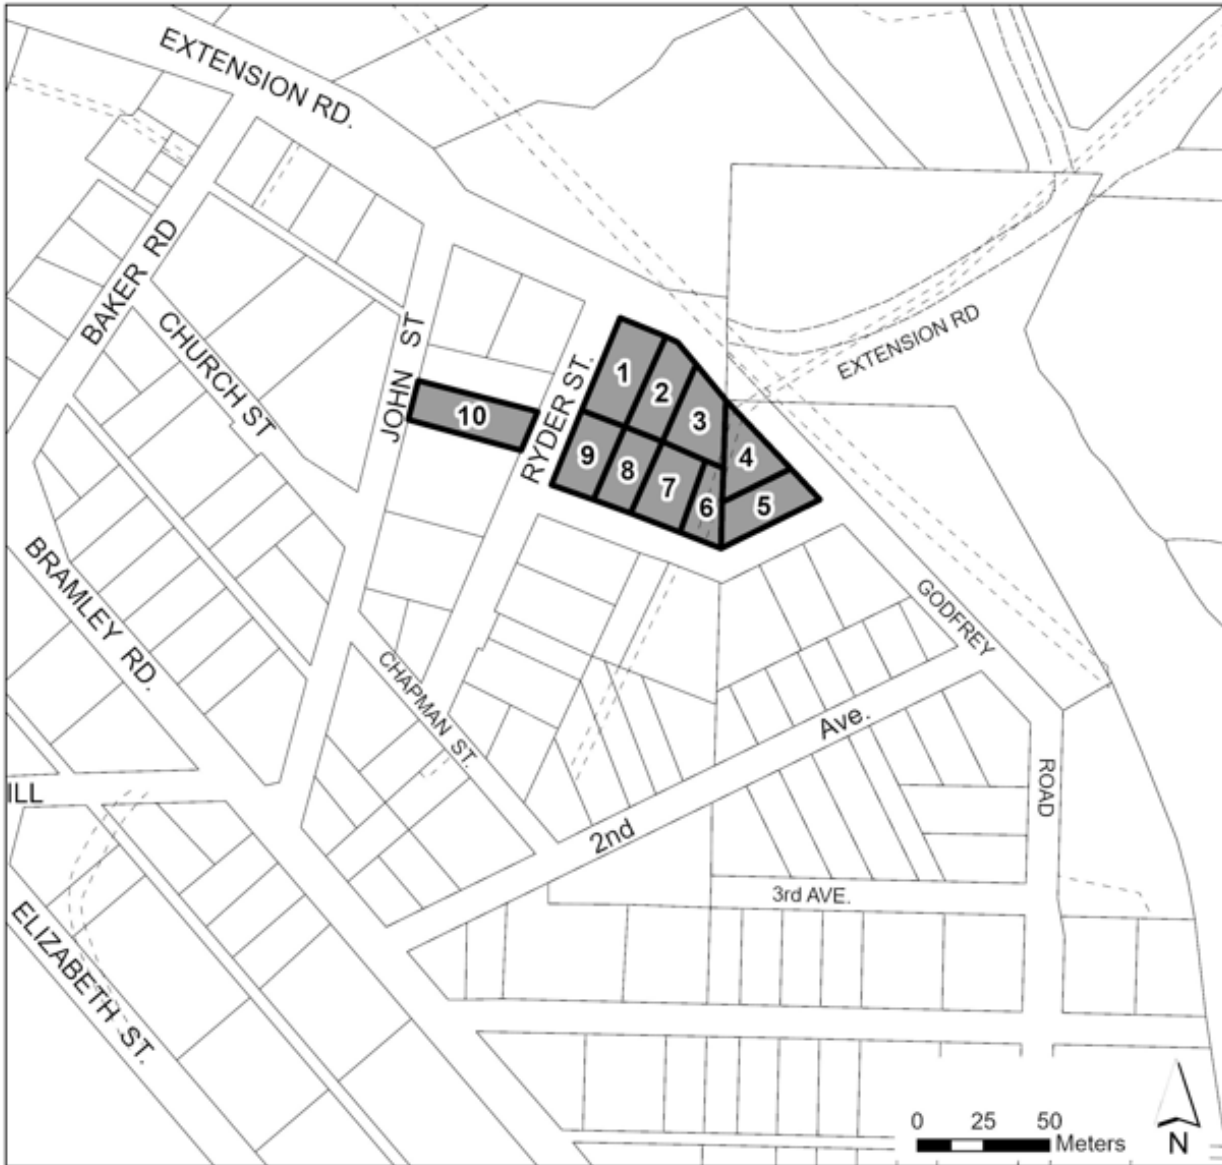 EXTENSION RD.
BAKER RD
CHURCH ST
JOHN ST
RYDER ST.
EXTENSION RD
1
2
3
4
5
6
7
8
9
10
BRAMLEY RD.
CHAPMAN ST.
GODFREY
ROAD
2nd Ave.
ILL
3rd AVE.
ELIZABETH ST.
0 25 50
Meters
N